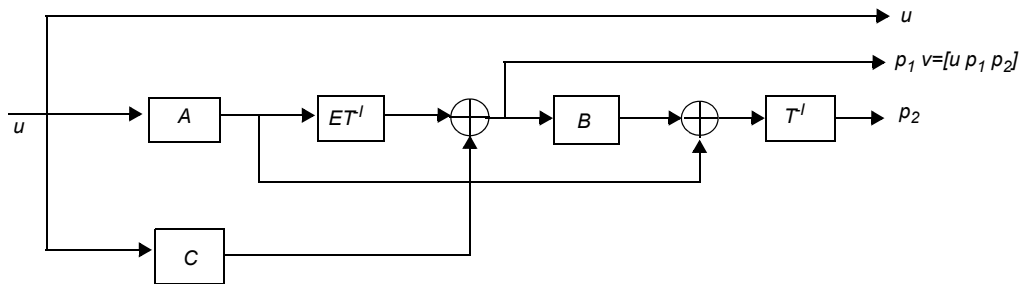 u
p₁ v=[u p₁ p₂]
u
A
ET⁻ᴵ
B
T⁻ᴵ
p₂
C